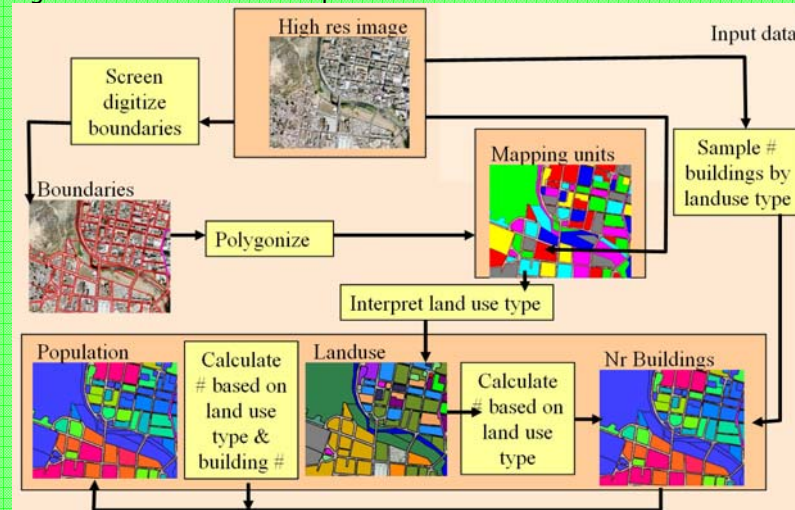 High res image
Input data
Screen
digitize
boundaries
Mapping units
Sample #
buildings by
landuse type
Boundaries
Polygonize
Interpret land use type
Population
Calculate
# based on
land use
type &
building #
Landuse
Calculate
# based on
land use
type
Nr Buildings